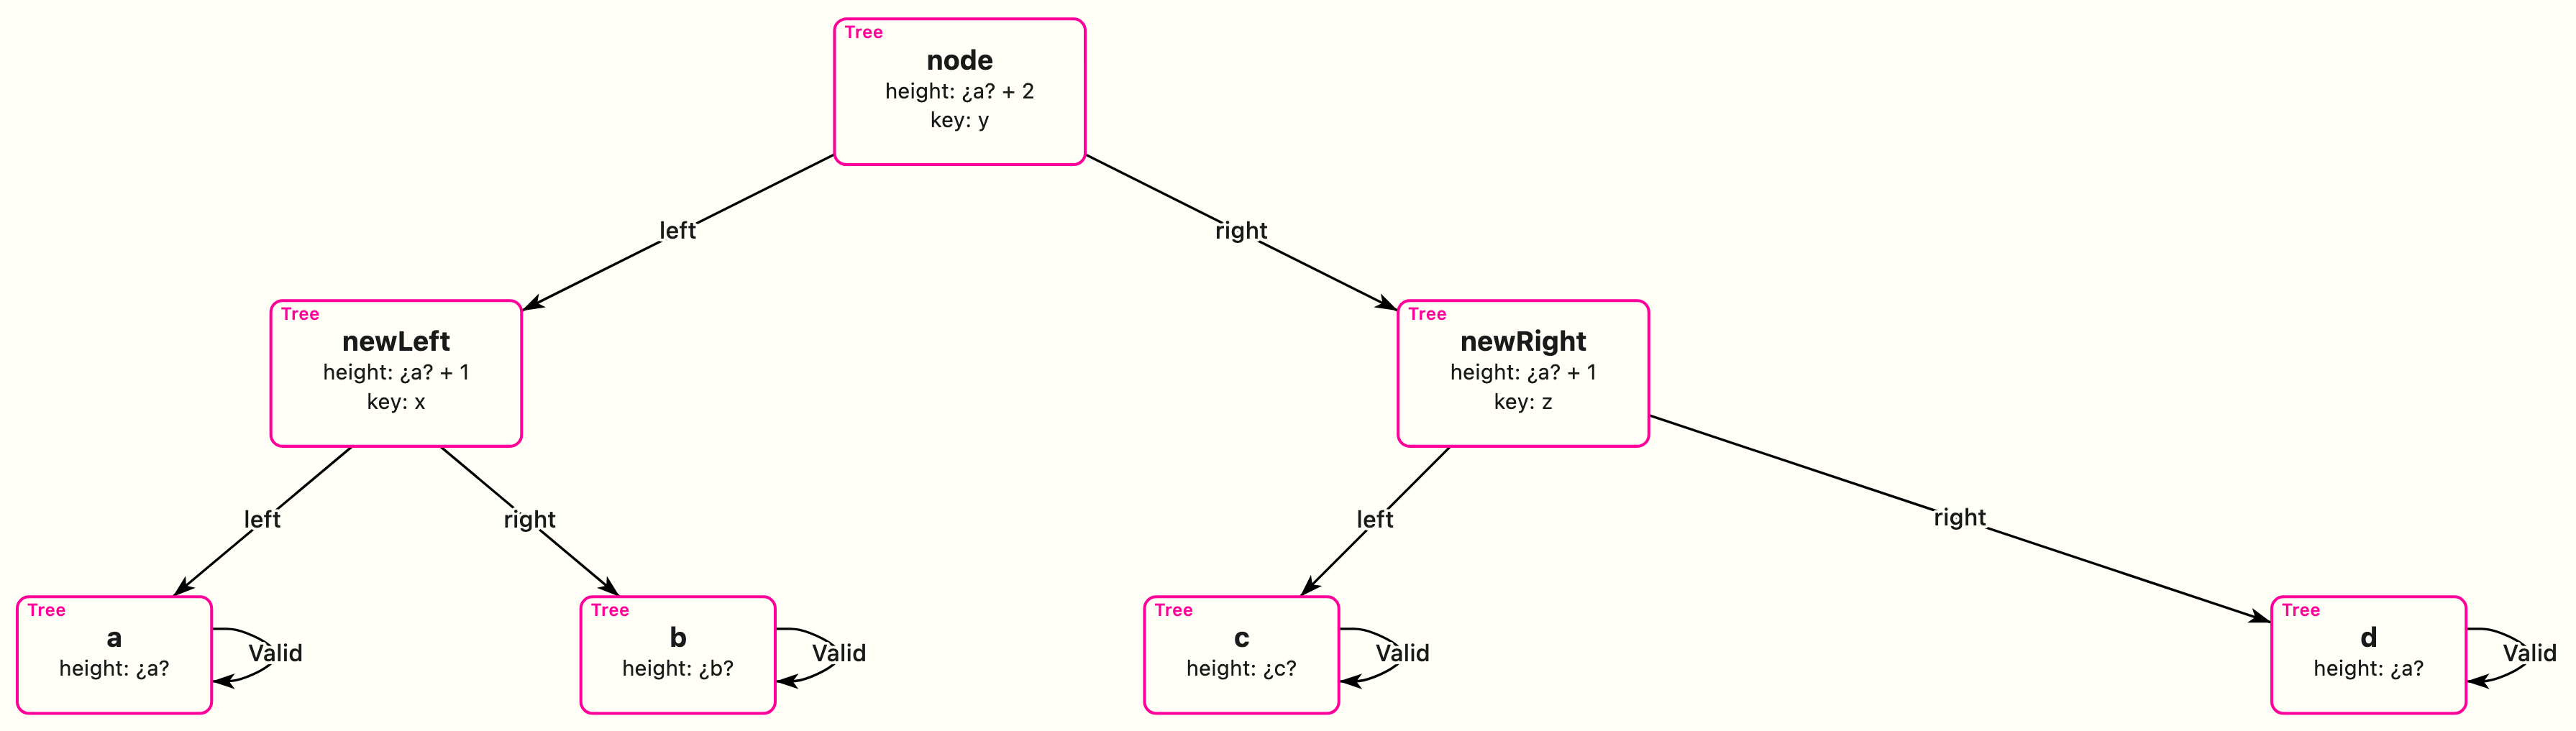 Tree
node
height: ¿a? + 2
key: y
left
right
Tree
newLeft
height: ¿a? + 1
key: x
Tree
newRight
height: ¿a? + 1
key: z
left
right
left
right
Tree
a
height: ¿a?
Valid
Tree
b
height: ¿b?
Valid
Tree
c
height: ¿c?
Valid
Tree
d
height: ¿a?
Valid